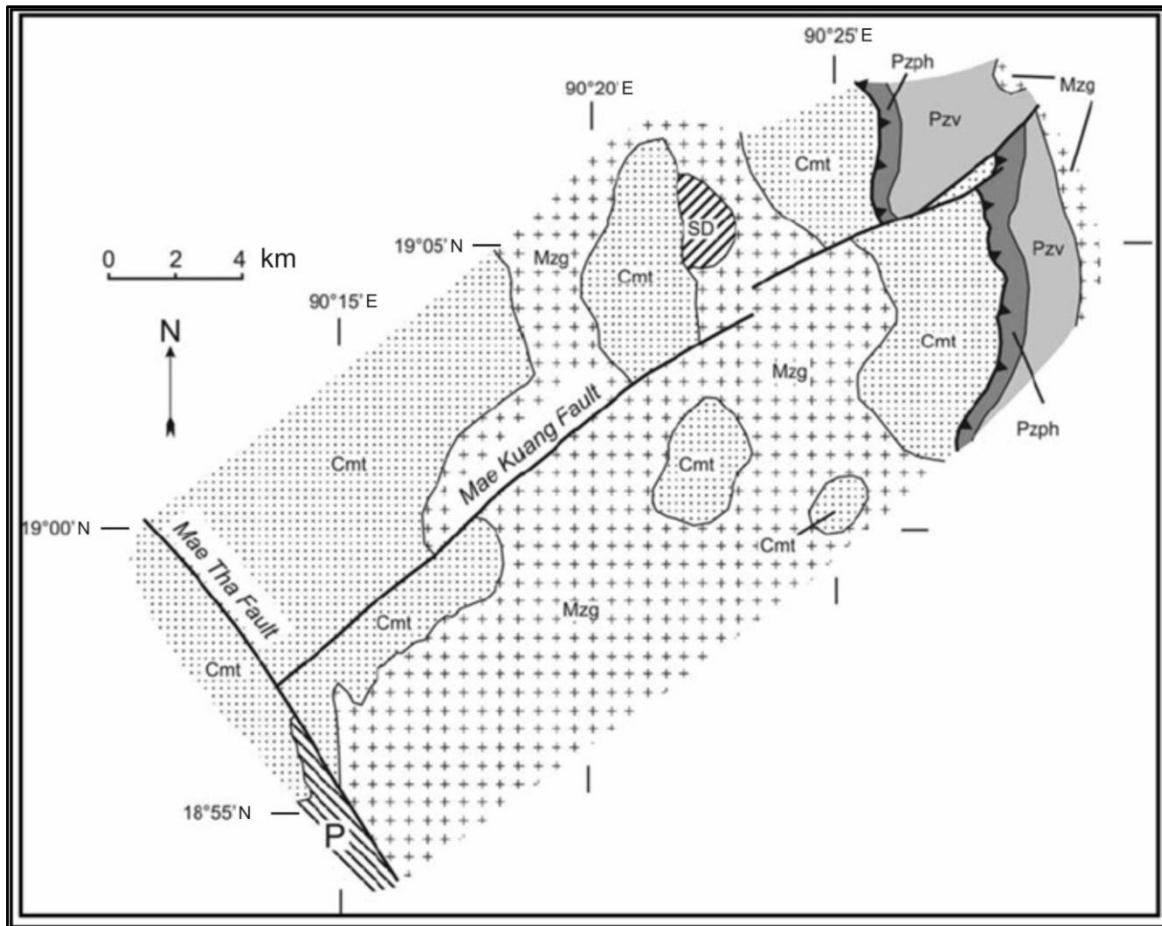 90°25'E
Pzph
Mzg
90°20'E
Pzv
Cmt
SD
19°05'N
Mzg
Pzv
0 2 4 km
Cmt
90°15'E
N
Cmt
Mzg
Mae Kuang Fault
Pzph
Cmt
Cmt
19°00'N
Cmt
Mae Tha Fault
Mzg
Cmt
Cmt
18°55'N
P